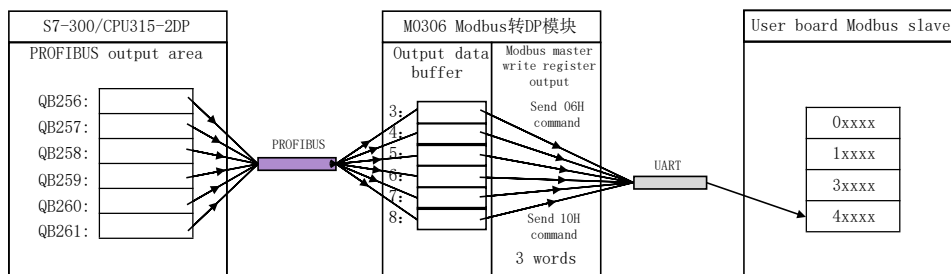 S7-300/CPU315-2DP
PROFIBUS output area
QB256:
QB257:
QB258:
QB259:
QB260:
QB261:
PROFIBUS
M0306 Modbus转DP模块
Output data
buffer
3:
4:
5:
6:
7:
8:
Modbus master
write register
output
Send 06H
command
Send 10H
command
3 words
UART
User board Modbus slave
0xxxx
1xxxx
3xxxx
4xxxx